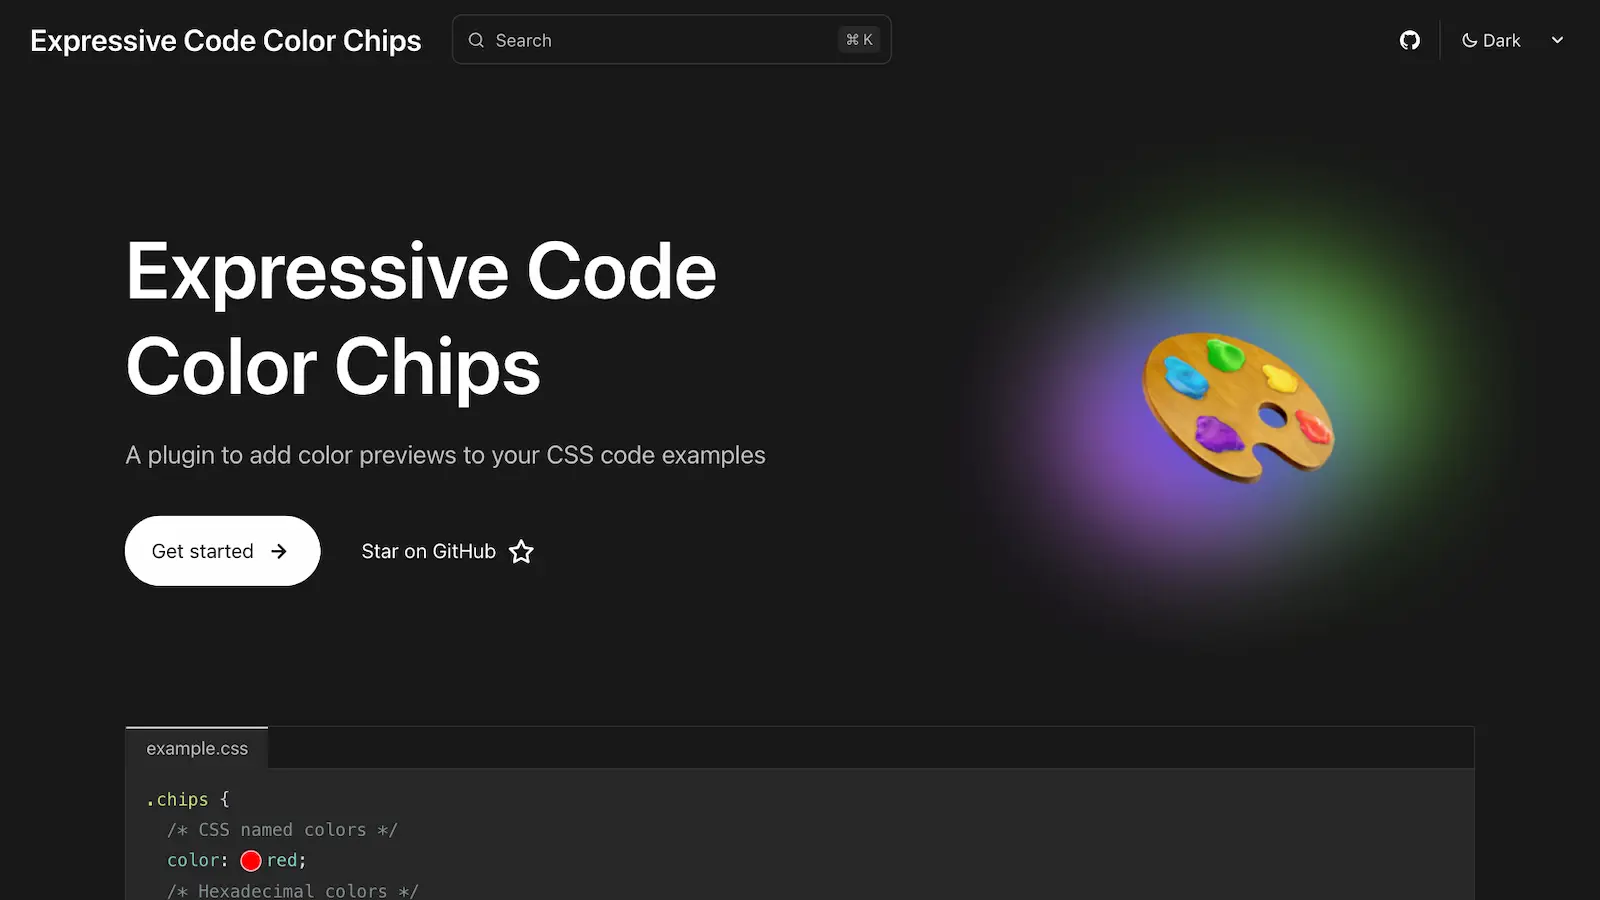 Expressive Code Color Chips
Search
⌘ K
Dark
Expressive Code
Color Chips
A plugin to add color previews to your CSS code examples
Get started →
Star on GitHub
example.css
.chips {
/* CSS named colors */
color: red;
/* Hexadecimal colors */